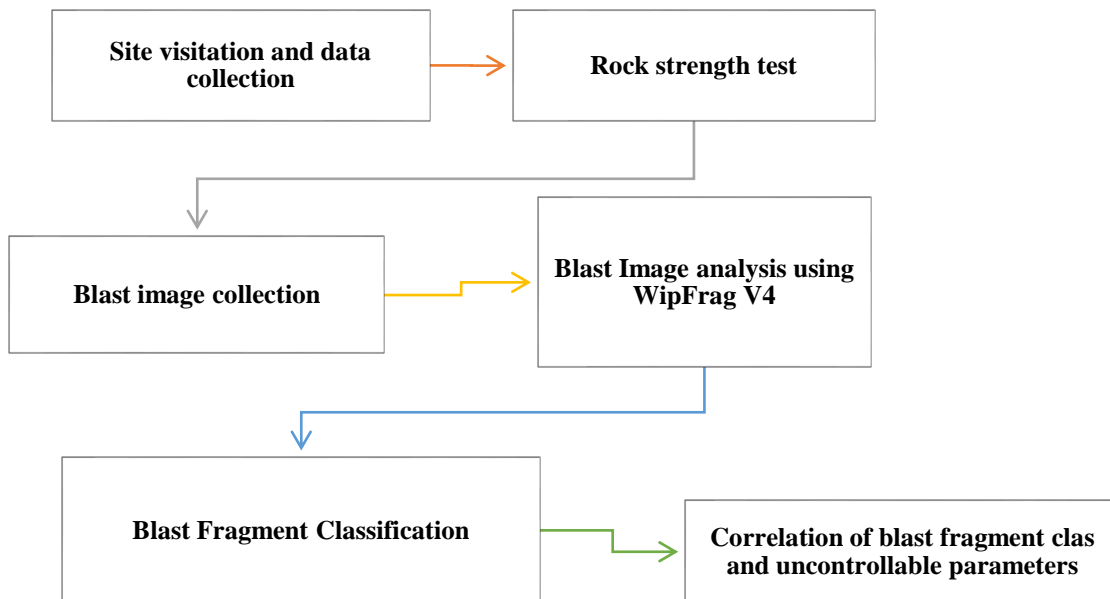 Site visitation and data
collection
Rock strength test
Blast image collection
Blast Image analysis using
WipFrag V4
Blast Fragment Classification
Correlation of blast fragment clas
and uncontrollable parameters